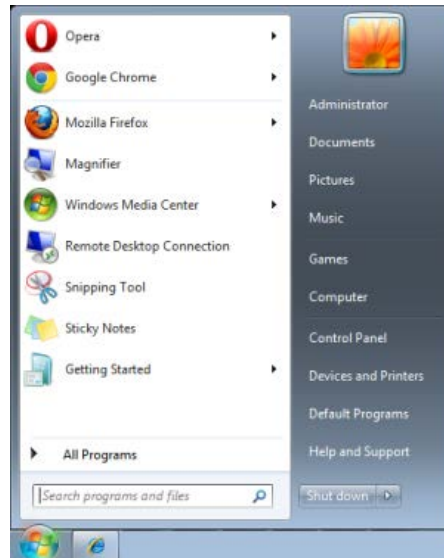 Opera
Google Chrome
Mozilla Firefox
Magnifier
Windows Media Center
Remote Desktop Connection
Snipping Tool
Sticky Notes
Getting Started
All Programs
Search programs and files
Administrator
Documents
Pictures
Music
Games
Computer
Control Panel
Devices and Printers
Default Programs
Help and Support
Shut down